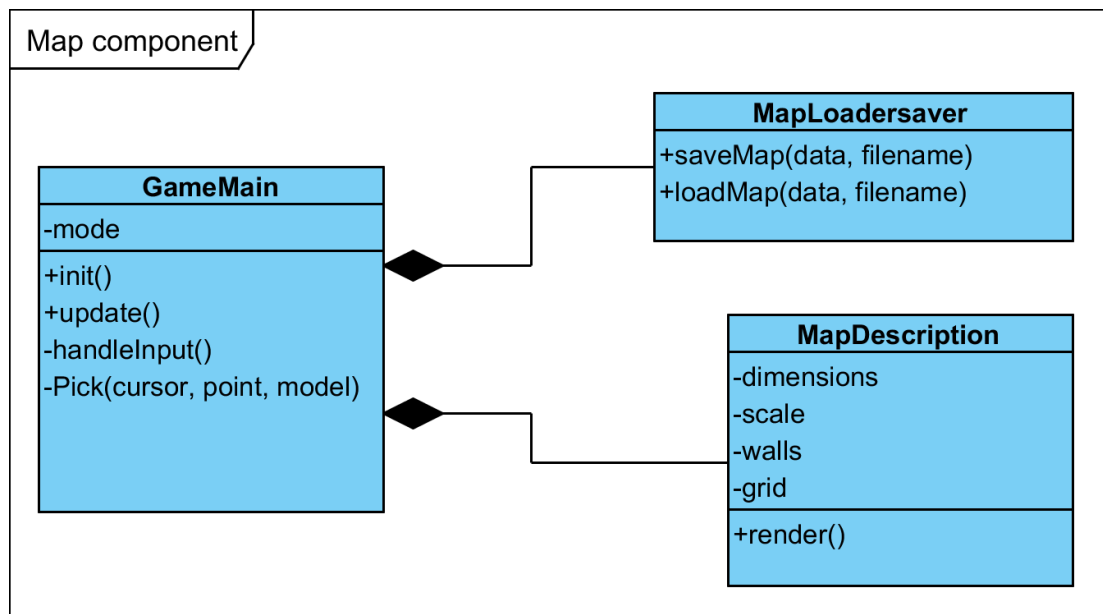 Map component
GameMain
-mode
+init()
+update()
-handleInput()
-Pick(cursor, point, model)
MapLoadersaver
+saveMap(data, filename)
+loadMap(data, filename)
MapDescription
-dimensions
-scale
-walls
-grid
+render()